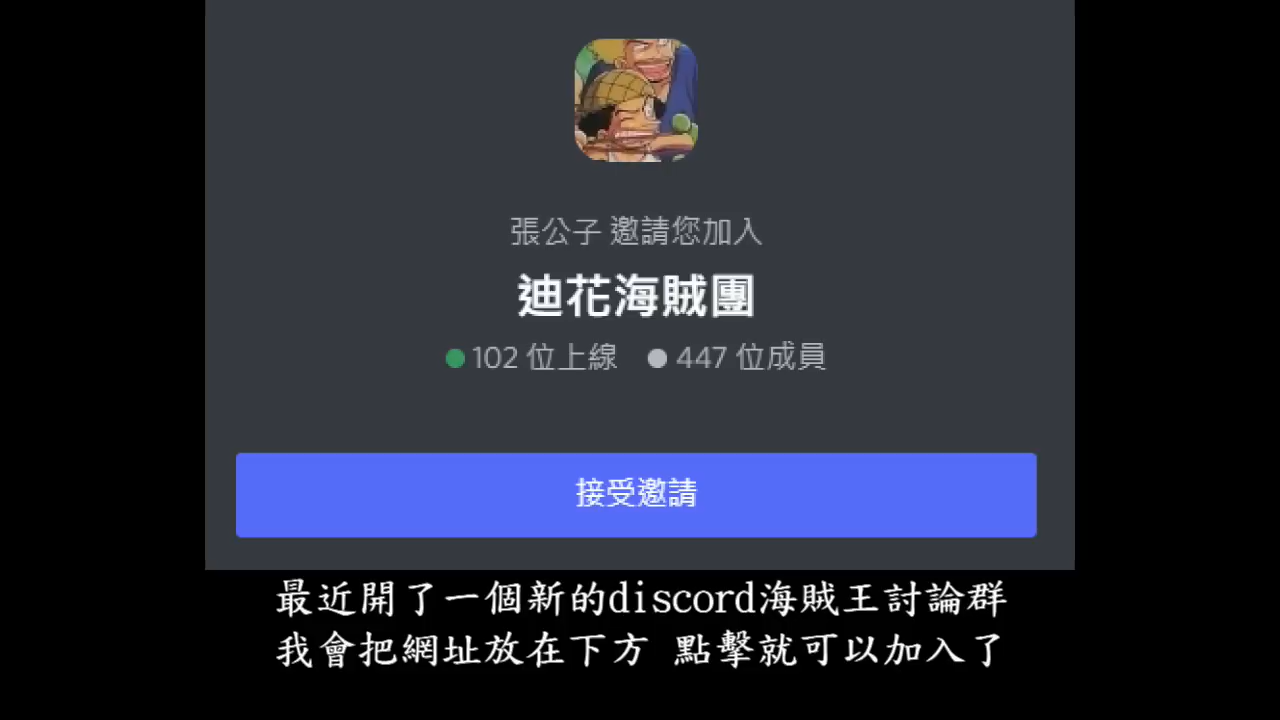 張公子 邀請您加入
迪花海賊團
102 位上線 447 位成員
接受邀請
最近開了一個新的discord海賊王討論群
我會把網址放在下方 點擊就可以加入了